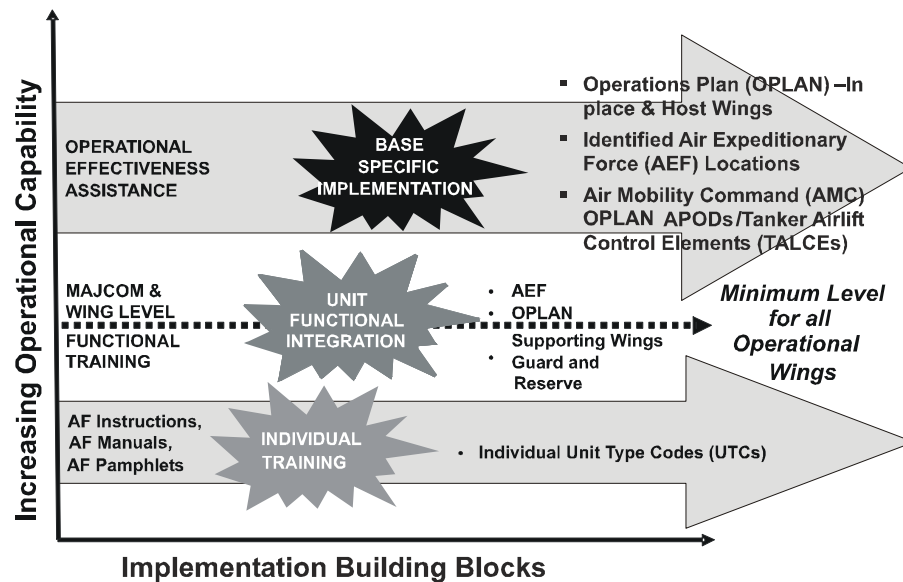 Increasing Operational Capability
OPERATIONAL
EFFECTIVENESS
ASSISTANCE
BASE
SPECIFIC
IMPLEMENTATION
▪ Operations Plan (OPLAN) –In
place & Host Wings
▪ Identified Air Expeditionary
Force (AEF) Locations
▪ Air Mobility Command (AMC)
OPLAN APODs/Tanker Airlift
Control Elements (TALCEs)
MAJCOM &
WING LEVEL
FUNCTIONAL
TRAINING
UNIT
FUNCTIONAL
INTEGRATION
• AEF
• OPLAN
Supporting Wings
• Guard and
Reserve
Minimum Level
for all
Operational
Wings
AF Instructions,
AF Manuals,
AF Pamphlets
INDIVIDUAL
TRAINING
• Individual Unit Type Codes (UTCs)
Implementation Building Blocks